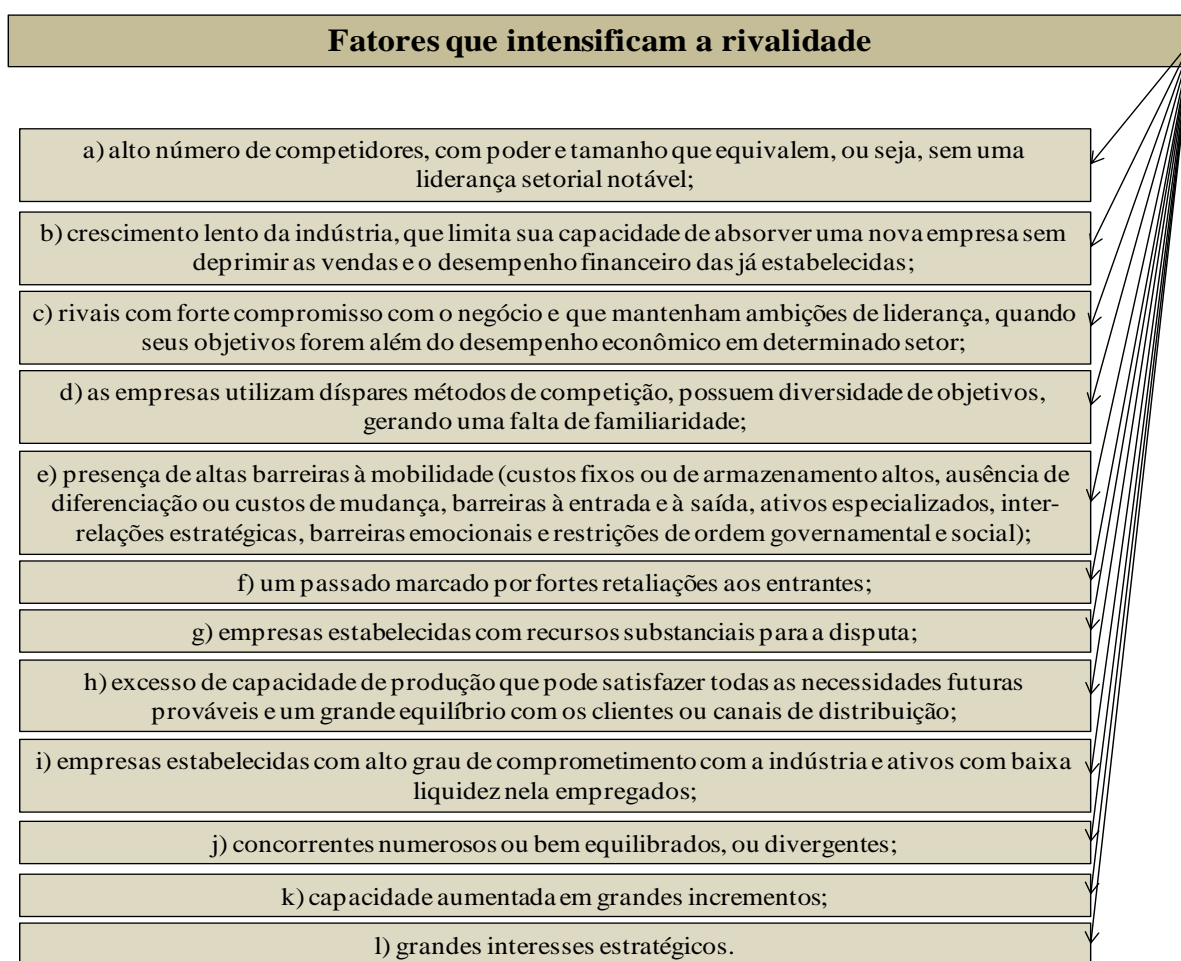 Fatores que intensificam a rivalidade
a) alto número de competidores, com poder e tamanho que equivalem, ou seja, sem uma
liderança setorial notável;
b) crescimento lento da indústria, que limita sua capacidade de absorver uma nova empresa sem
deprimir as vendas e o desempenho financeiro das já estabelecidas;
c) rivais com forte compromisso com o negócio e que mantenham ambições de liderança, quando
seus objetivos forem além do desempenho econômico em determinado setor;
d) as empresas utilizam díspares métodos de competição, possuem diversidade de objetivos,
gerando uma falta de familiaridade;
e) presença de altas barreiras à mobilidade (custos fixos ou de armazenamento altos, ausência de
diferenciação ou custos de mudança, barreiras à entrada e à saída, ativos especializados, inter-
relações estratégicas, barreiras emocionais e restrições de ordem governamental e social);
f) um passado marcado por fortes retaliações aos entrantes;
g) empresas estabelecidas com recursos substanciais para a disputa;
h) excesso de capacidade de produção que pode satisfazer todas as necessidades futuras
prováveis e um grande equilíbrio com os clientes ou canais de distribuição;
i) empresas estabelecidas com alto grau de comprometimento com a indústria e ativos com baixa
liquidez nela empregados;
j) concorrentes numerosos ou bem equilibrados, ou divergentes;
k) capacidade aumentada em grandes incrementos;
l) grandes interesses estratégicos.